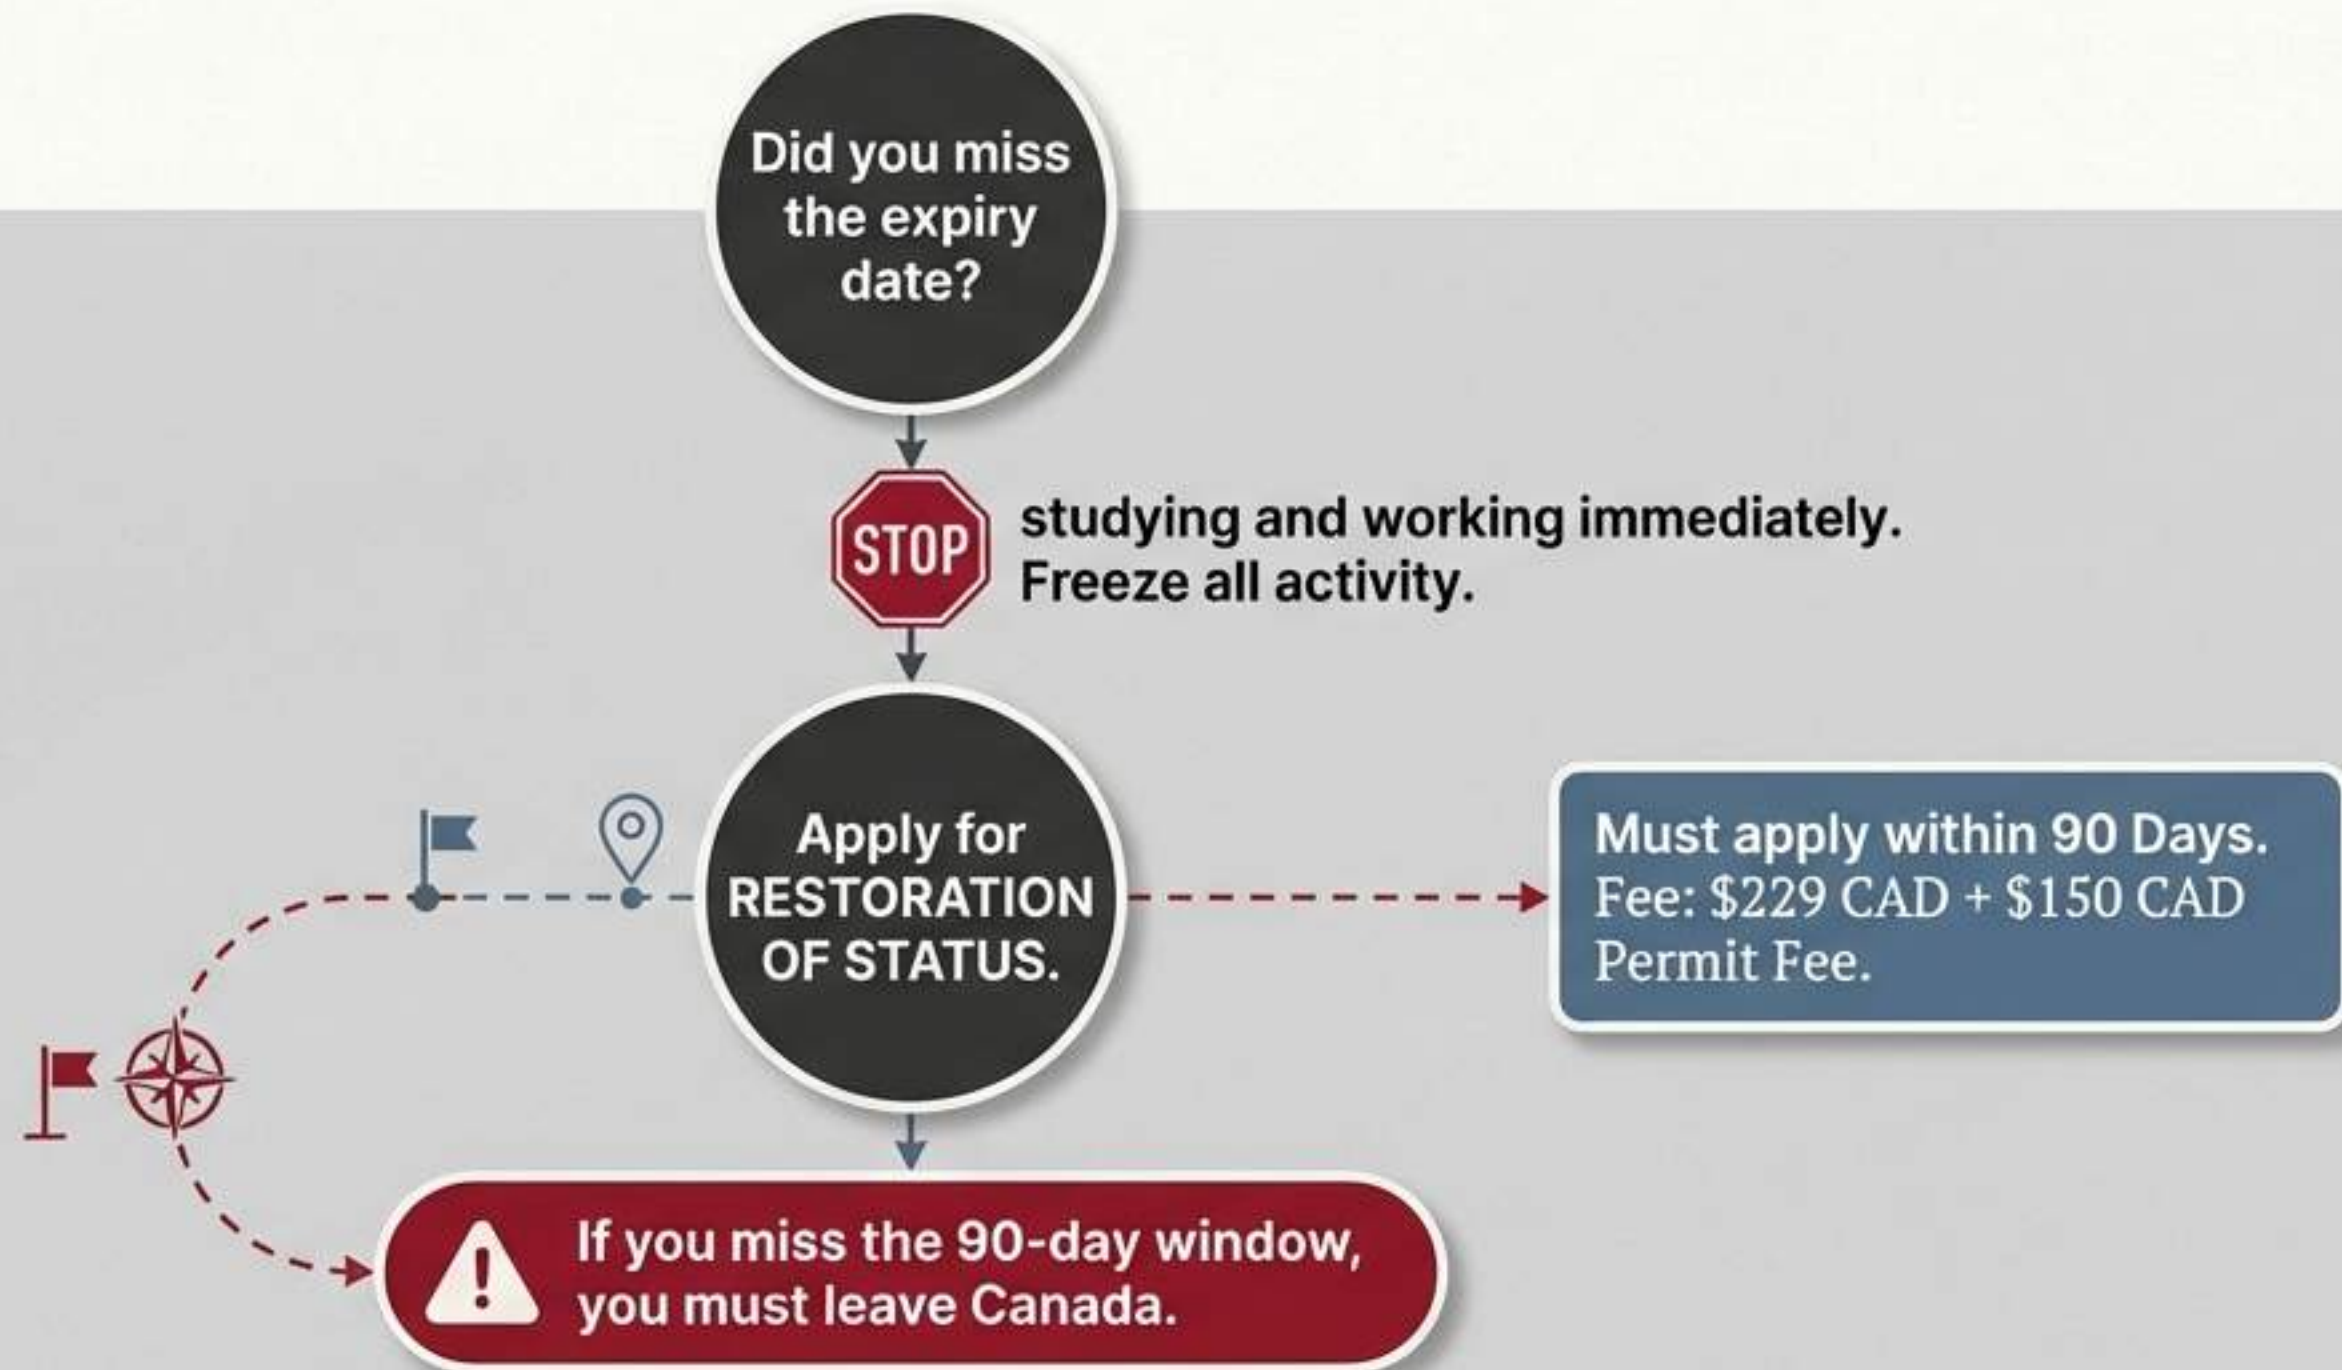 Did you miss
the expiry
date?
STOP
studying and working immediately.
Freeze all activity.
Apply for
RESTORATION
OF STATUS.
Must apply within 90 Days.
Fee: $229 CAD + $150 CAD
Permit Fee.
If you miss the 90-day window,
you must leave Canada.